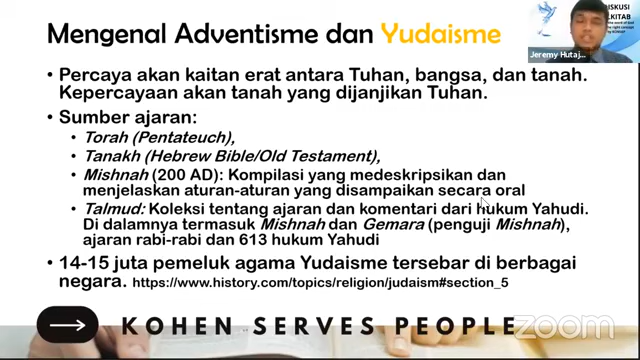 Mengenal Adventisme dan Yudaisme
DISKUSI
Jeremy Hutaj...
• Percaya akan kaitan erat antara Tuhan, bangsa, dan tanah.
Kepercayaan akan tanah yang dijanjikan Tuhan.
• Sumber ajaran:
• Torah (Pentateuch),
• Tanakh (Hebrew Bible/Old Testament),
• Mishnah (200 AD): Kompilasi yang medeskripsikan dan
menjelaskan aturan-aturan yang disampaikan secara oral
• Talmud: Koleksi tentang ajaran dan komentari dari hukum Yahudi.
Di dalamnya termasuk Mishnah dan Gemara (penguji Mishnah),
ajaran rabi-rabi dan 613 hukum Yahudi
• 14-15 juta pemeluk agama Yudaisme tersebar di berbagai
negara. https://www.history.com/topics/religion/judaism#section_5
KOHEN SERVES PEOPLE
zoom